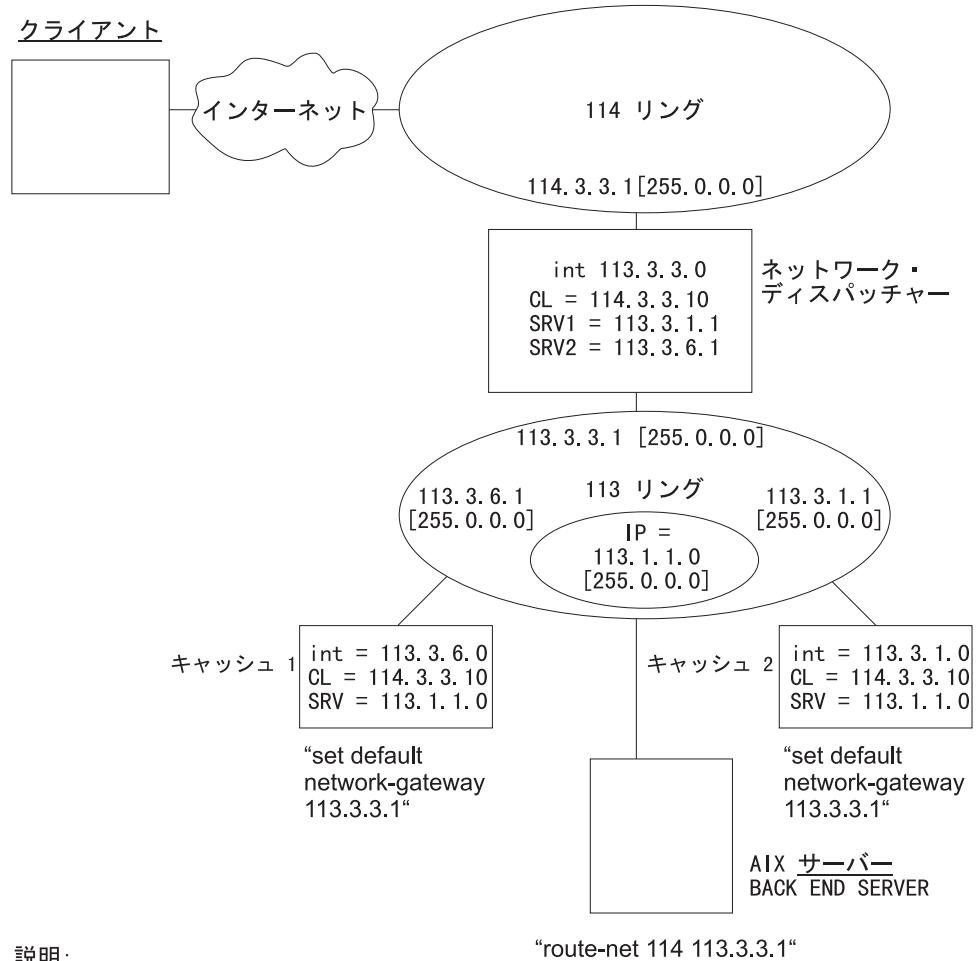 クライアント
インターネット
114 リング
114.3.3.1[255.0.0.0]
int 113.3.3.0
CL = 114.3.3.10
SRV1 = 113.3.1.1
SRV2 = 113.3.6.1
ネットワーク・
ディスパッチャー
113.3.3.1 [255.0.0.0]
113.3.6.1
[255.0.0.0]
113 リング
113.3.1.1
[255.0.0.0]
IP =
113.1.1.0
[255.0.0.0]
キャッシュ 1
int = 113.3.6.0
CL = 114.3.3.10
SRV = 113.1.1.0
キャッシュ 2
int = 113.3.1.0
CL = 114.3.3.10
SRV = 113.1.1.0
“set default
network-gateway
113.3.3.1“
“set default
network-gateway
113.3.3.1“
AIX サーバー
BACK END SERVER
“route-net 114 113.3.3.1“
説明: